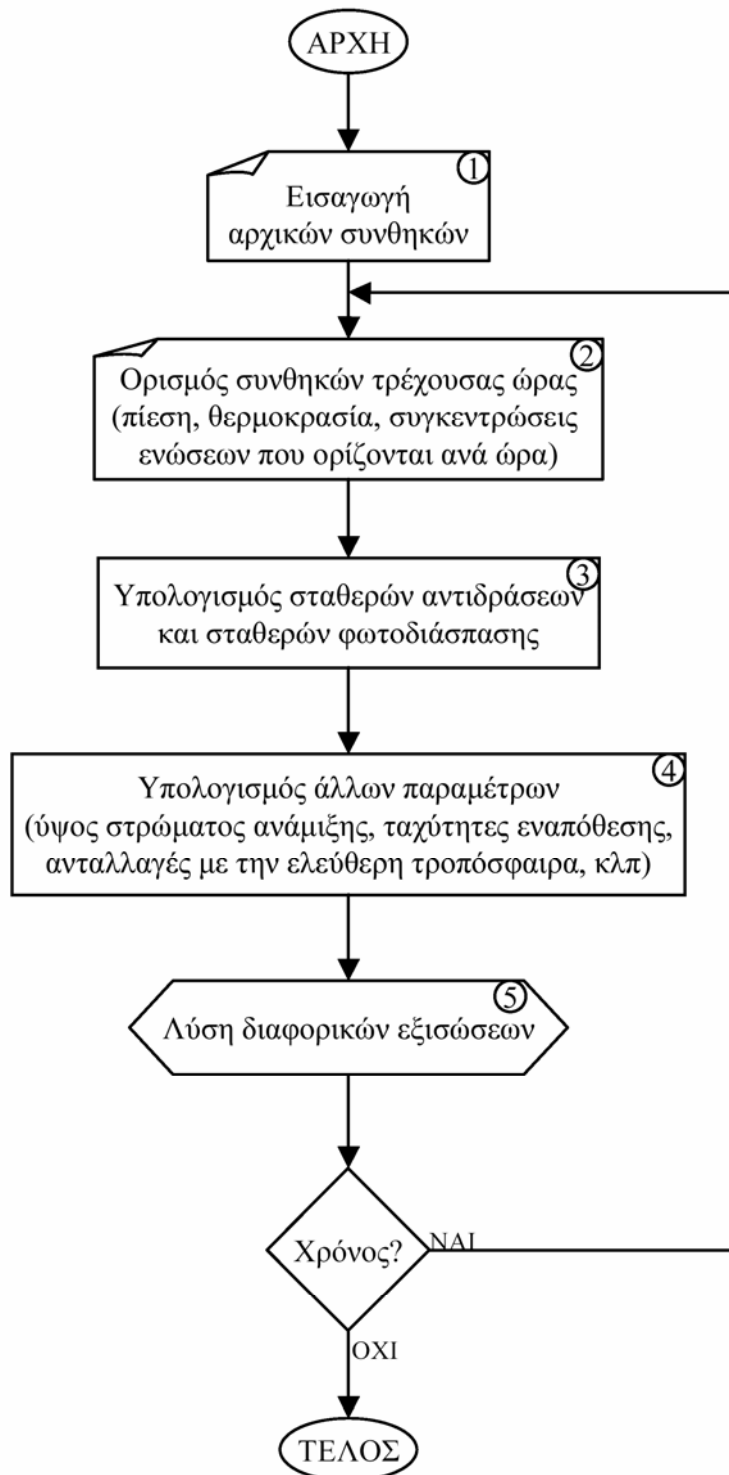 ΑΡΧΗ
1
Εισαγωγή
αρχικών συνθηκών
2
Ορισμός συνθηκών τρέχουσας ώρας
(πίεση, θερμοκρασία, συγκεντρώσεις
ενώσεων που ορίζονται ανά ώρα)
3
Υπολογισμός σταθερών αντιδράσεων
και σταθερών φωτοδιάσπασης
4
Υπολογισμός άλλων παραμέτρων
(ύψος στρώματος ανάμιξης, ταχύτητες εναπόθεσης,
ανταλλαγές με την ελεύθερη τροπόσφαιρα, κλπ)
5
Λύση διαφορικών εξισώσεων
Χρόνος?
ΝΑΙ
ΟΧΙ
ΤΕΛΟΣ